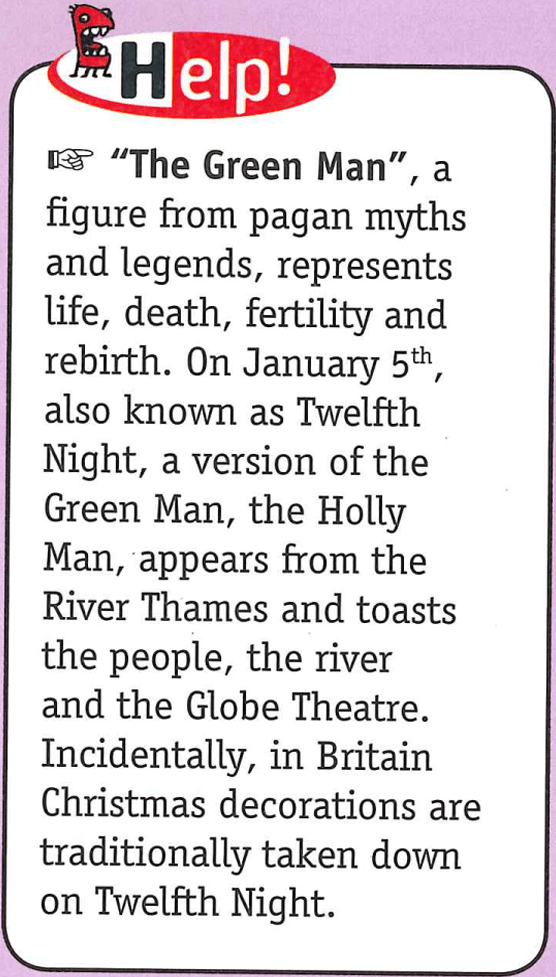 Help!
☞ “The Green Man”, a
figure from pagan myths
and legends, represents
life, death, fertility and
rebirth. On January 5th,
also known as Twelfth
Night, a version of the
Green Man, the Holly
Man, appears from the
River Thames and toasts
the people, the river
and the Globe Theatre.
Incidentally, in Britain
Christmas decorations are
traditionally taken down
on Twelfth Night.